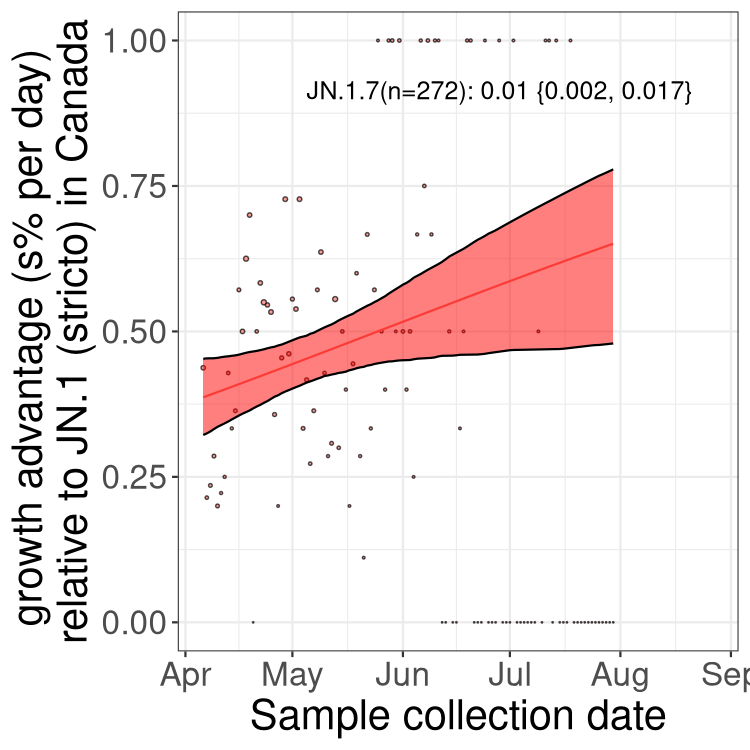 growth advantage (s% per day)
relative to JN.1 (stricto) in Canada
1.00
0.75
0.50
0.25
0.00
JN.1.7(n=272): 0.01 {0.002, 0.017}
Apr May Jun Jul Aug Sep
Sample collection date